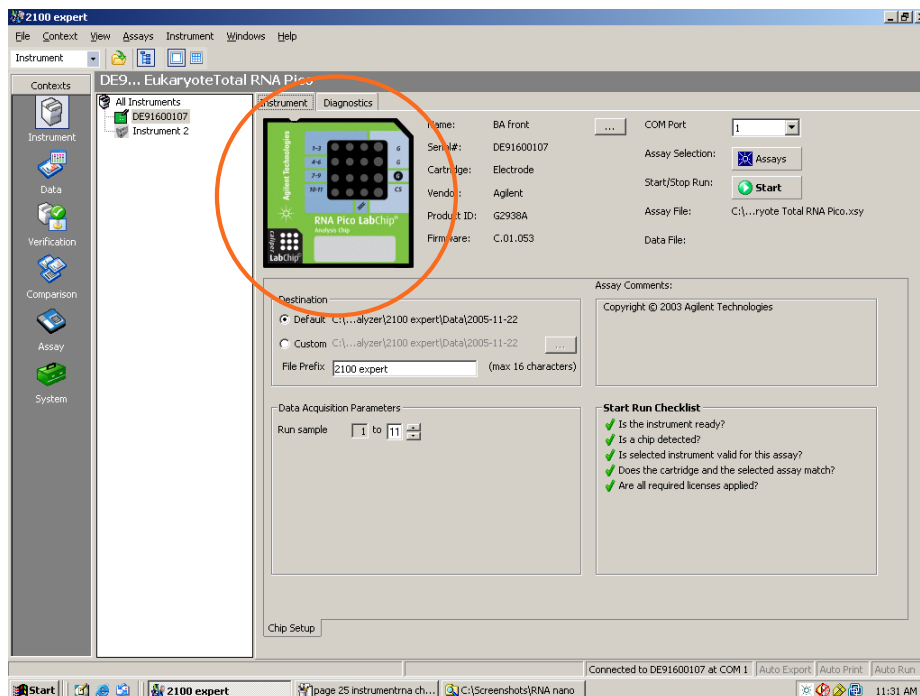 2100 expert
File Context View Assays Instrument Windows Help
Instrument
Contexts
DE9... EukaryoteTotal RNA Pico
Instrument
Data
Verification
Comparison
Assay
System
All Instruments
DE91600107
Instrument 2
Instrument Diagnostics
Agilent Technologies
1-3 G
4-6 G
7-9 G
10-11 CS
RNA Pico LabChip®
Analysis Chip
caliper
LabChip®
Name: BA front ...
Serial#: DE91600107
Cartridge: Electrode
Vendor: Agilent
Product ID: G2938A
Firmware: C.01.053
COM Port 1
Assay Selection: Assays
Start/Stop Run: Start
Assay File: C:\...ryote Total RNA Pico.xsy
Data File:
Destination
Default C:\...alyzer\2100 expert\Data\2005-11-22
Custom C:\...alyzer\2100 expert\Data\2005-11-22 ...
File Prefix 2100 expert (max 16 characters)
Assay Comments:
Copyright © 2003 Agilent Technologies
Data Acquisition Parameters
Run sample 1 to 11
Start Run Checklist
Is the instrument ready?
Is a chip detected?
Is selected instrument valid for this assay?
Does the cartridge and the selected assay match?
Are all required licenses applied?
Chip Setup
Connected to DE91600107 at COM 1 Auto Export Auto Print Auto Run
Start 2100 expert page 25 instrumentrna ch... C:\Screenshots\RNA nano 11:31 AM